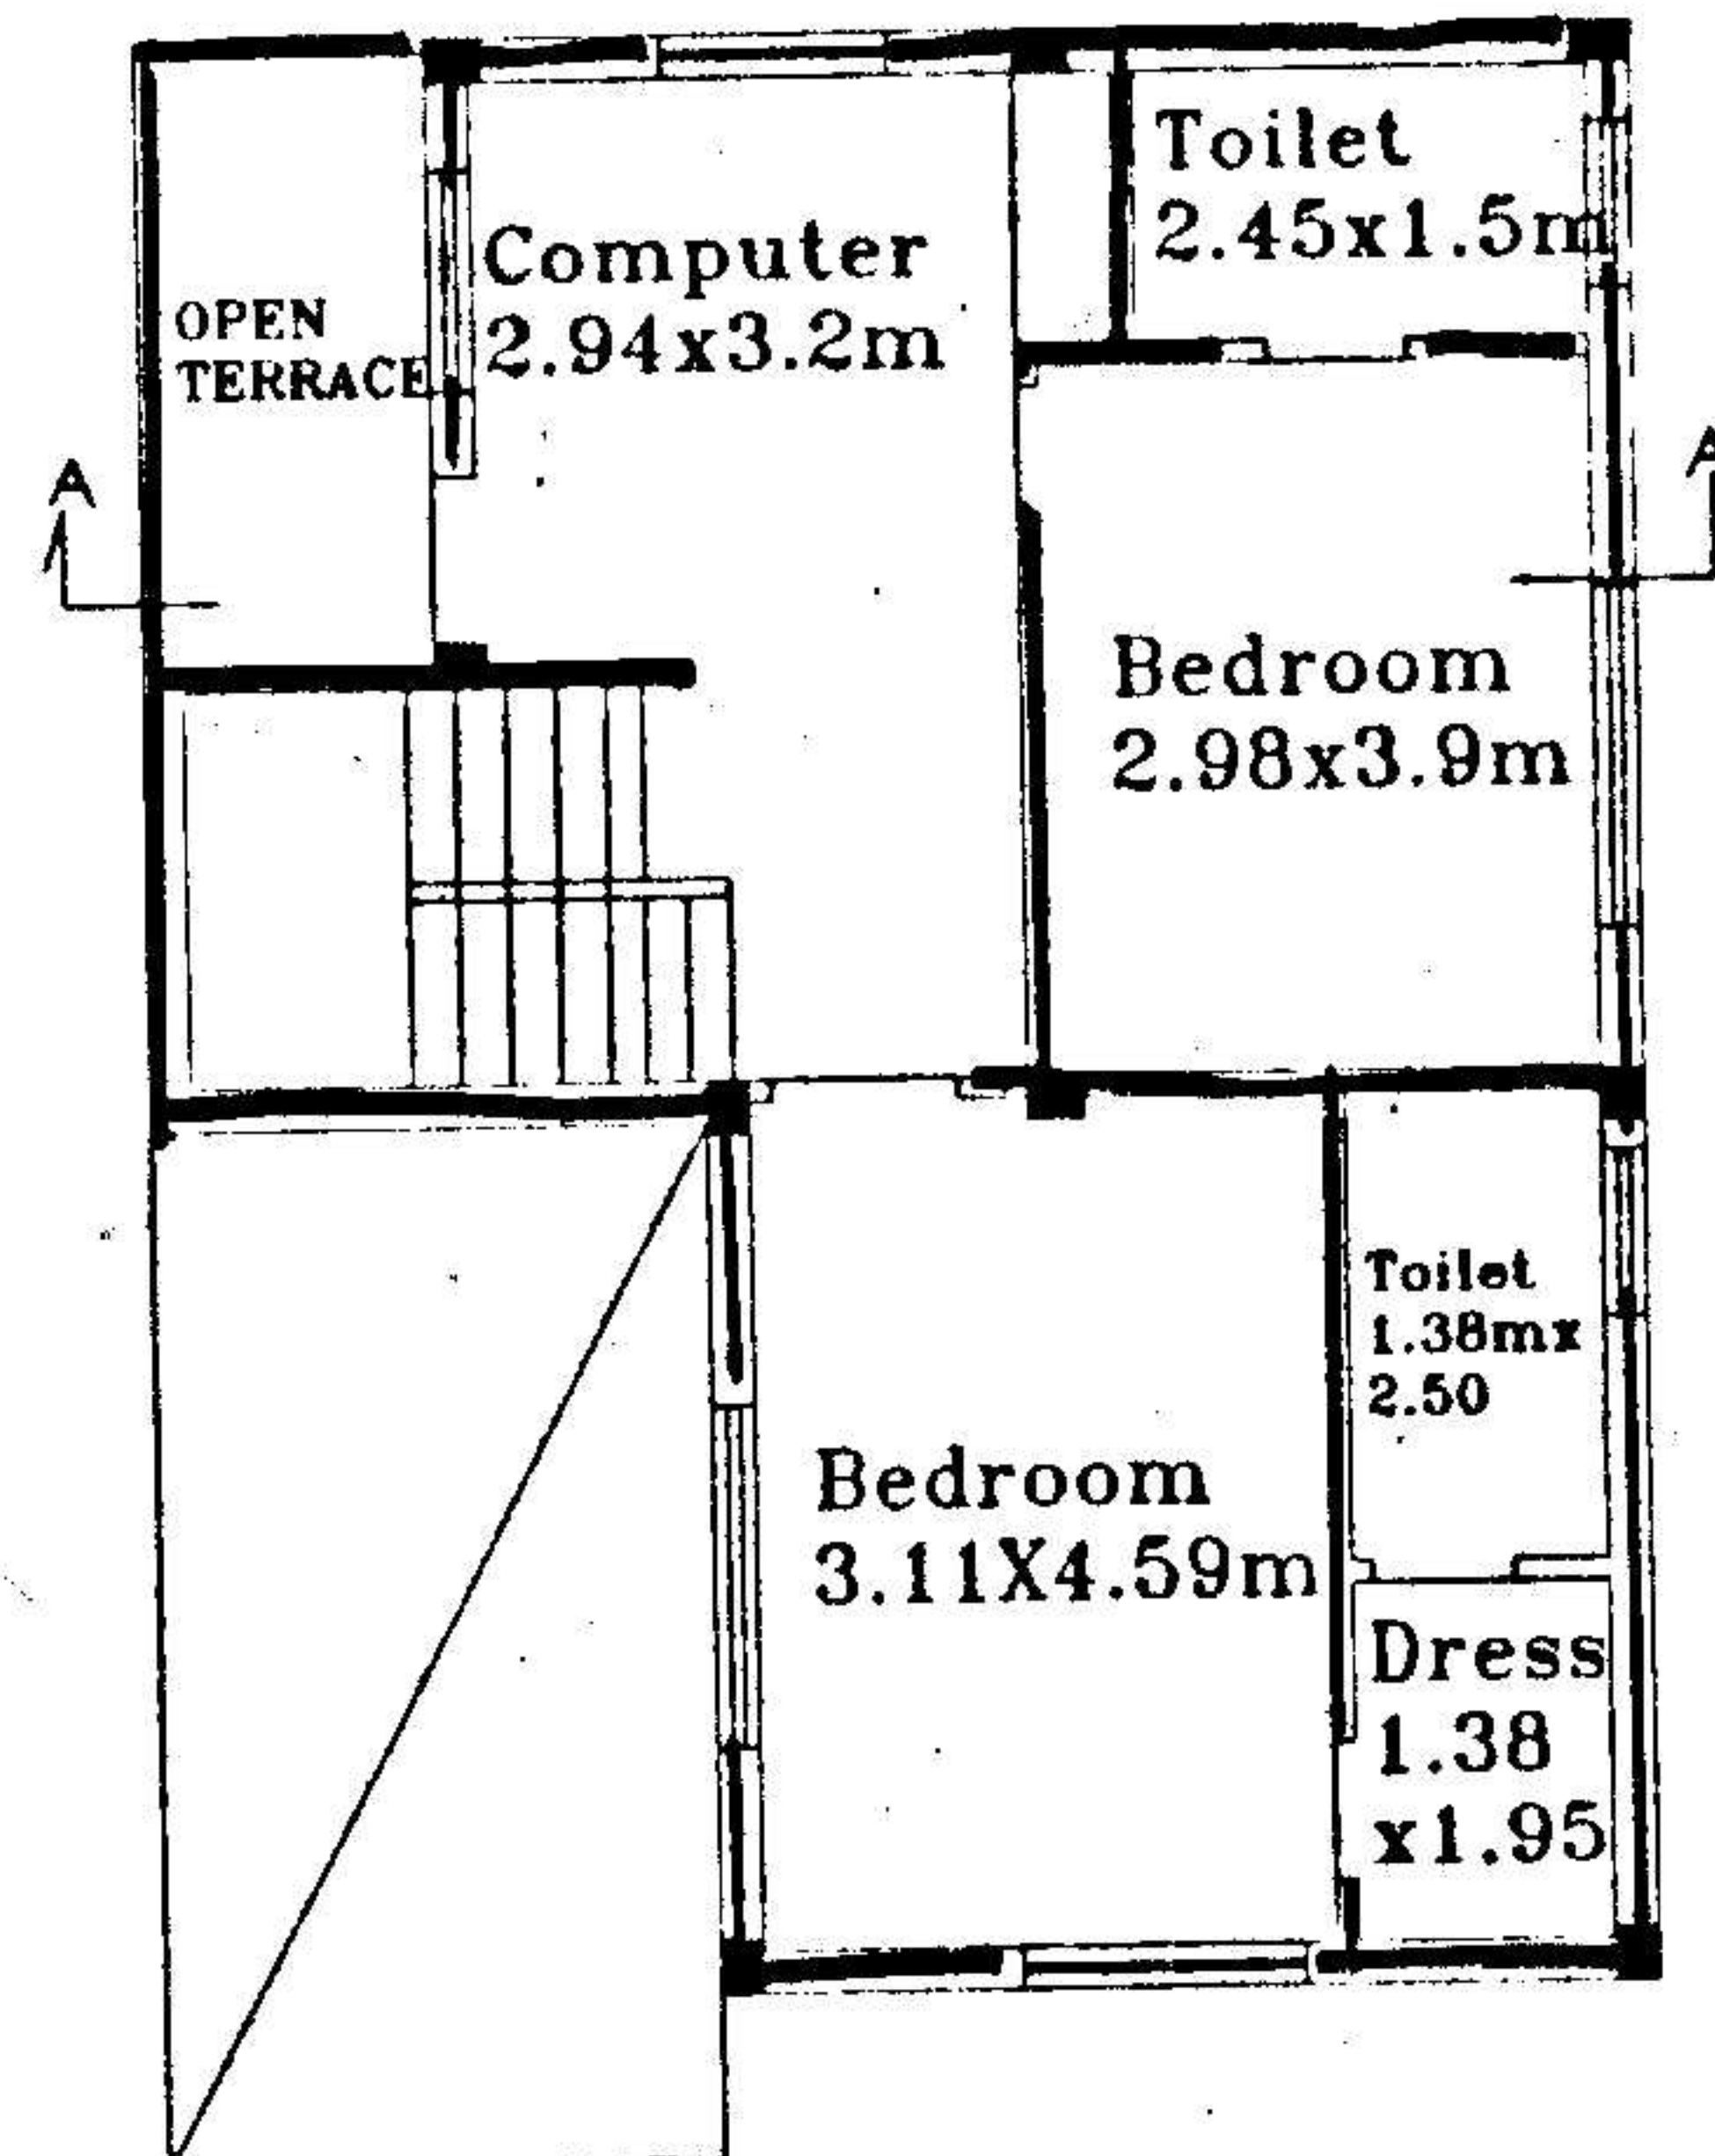 Toilet
2.45x1.5m
Computer
2.94x3.2m
OPEN
TERRACE
A
A
Bedroom
2.98x3.9m
Toilet
1.38mx
2.50
Bedroom
3.11X4.59m
Dress
1.38
x1.95